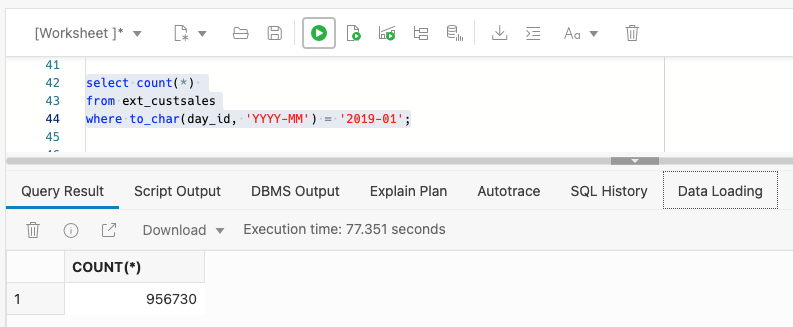 [Worksheet ]*
Aa
41
42 select count(*)
43 from ext_custsales
44 where to_char(day_id, 'YYYY-MM') = '2019-01';
45
Query Result Script Output DBMS Output Explain Plan Autotrace SQL History Data Loading
Download Execution time: 77.351 seconds
COUNT(*)
1 956730